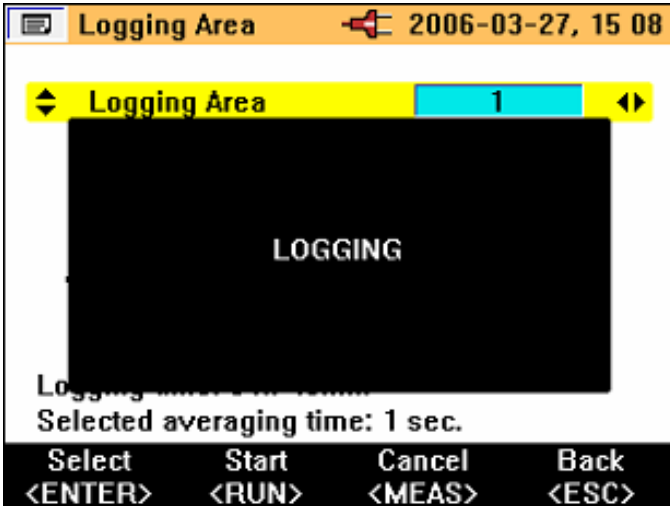 Logging Area 2006-03-27, 15 08
Logging Area 1
LOGGING
Selected averaging time: 1 sec.
Select Start Cancel Back
<ENTER> <RUN> <MEAS> <ESC>